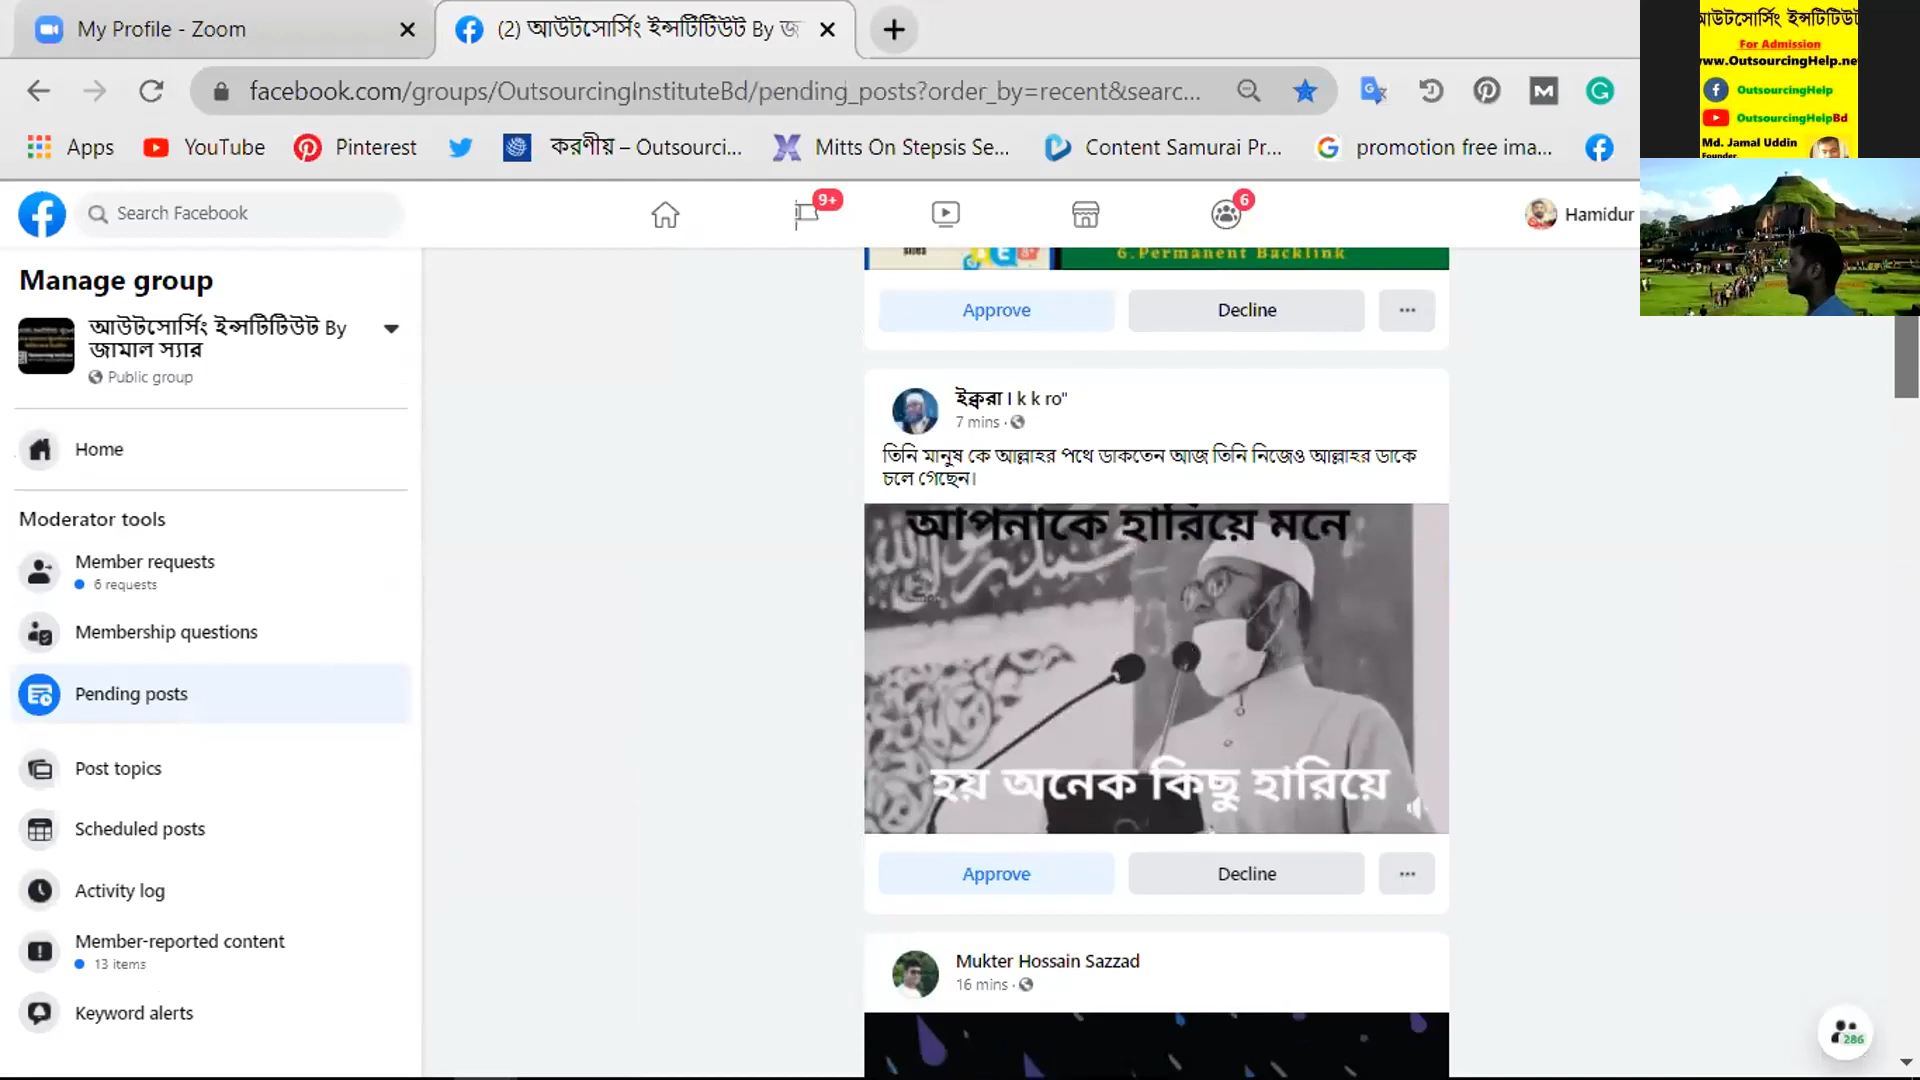 My Profile - Zoom
(2) আউটসোর্সিং ইন্সটিটিউট By জ
facebook.com/groups/OutsourcingInstituteBd/pending_posts?order_by=recent&searc...
Apps
YouTube
Pinterest
করণীয় – Outsourci...
Mitts On Stepsis Se...
Content Samurai Pr...
promotion free ima...
আউটসোর্সিং ইন্সটিটিউট
For Admission
www.OutsourcingHelp.ne
OutsourcingHelp
OutsourcingHelpBd
Md. Jamal Uddin
Founder,
Search Facebook
9+
6
Hamidur
Manage group
আউটসোর্সিং ইন্সটিটিউট By
জামাল স্যার
Public group
Home
Moderator tools
Member requests
6 requests
Membership questions
Pending posts
Post topics
Scheduled posts
Activity log
Member-reported content
13 items
Keyword alerts
6.Permanent Backlink
Approve
Decline
ইক্বরা I k k ro"
7 mins ·
তিনি মানুষ কে আল্লাহর পথে ডাকতেন আজ তিনি নিজেও আল্লাহর ডাকে
চলে গেছেন।
আপনাকে হারিয়ে মনে
হয় অনেক কিছু হারিয়ে
Approve
Decline
Mukter Hossain Sazzad
16 mins ·
286